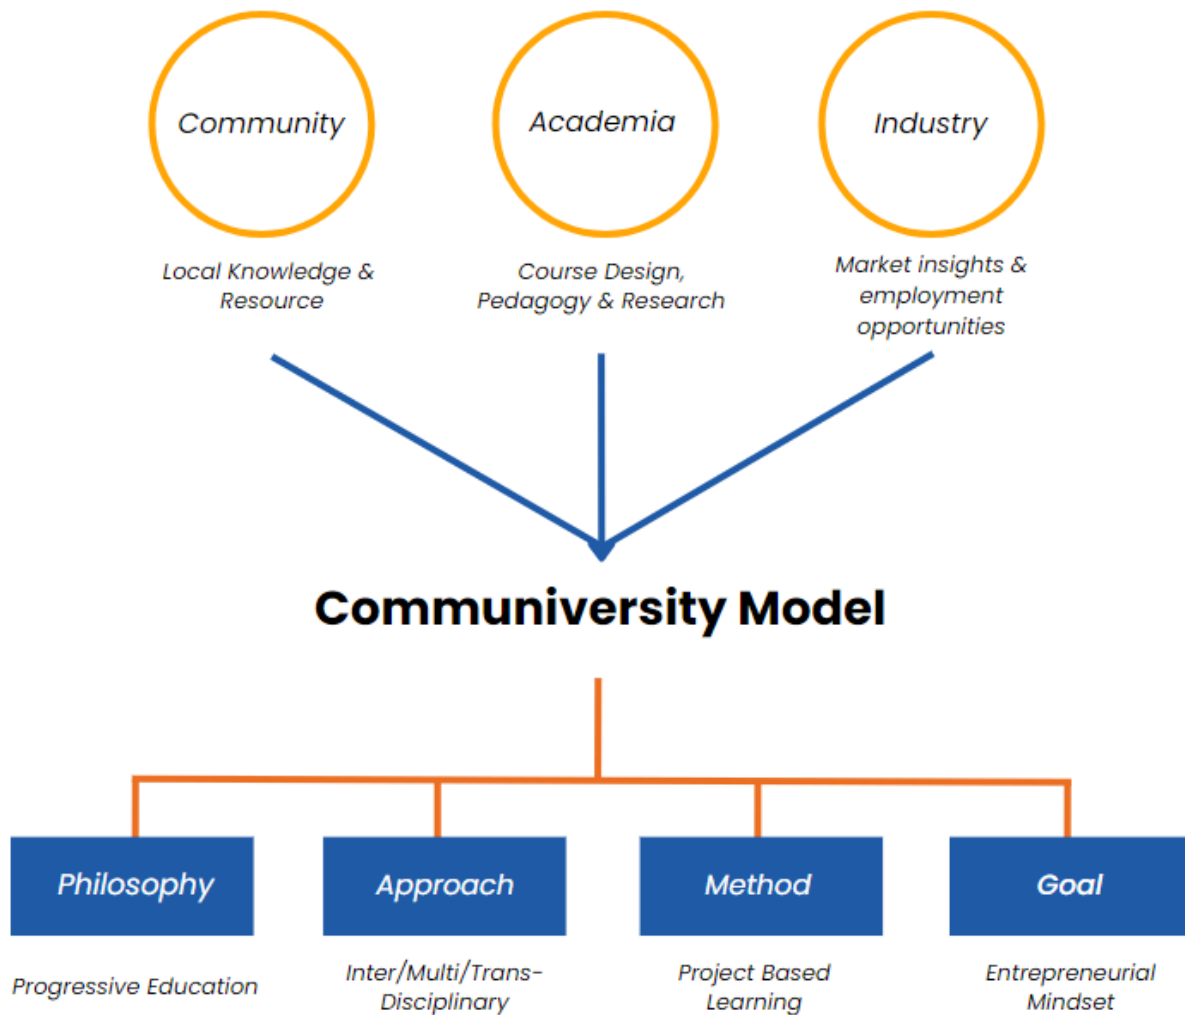 Community
Academia
Industry
Local Knowledge &
Resource
Course Design,
Pedagogy & Research
Market insights &
employment
opportunities
Communiversity Model
Philosophy
Approach
Method
Goal
Progressive Education
Inter/Multi/Trans-
Disciplinary
Project Based
Learning
Entrepreneurial
Mindset